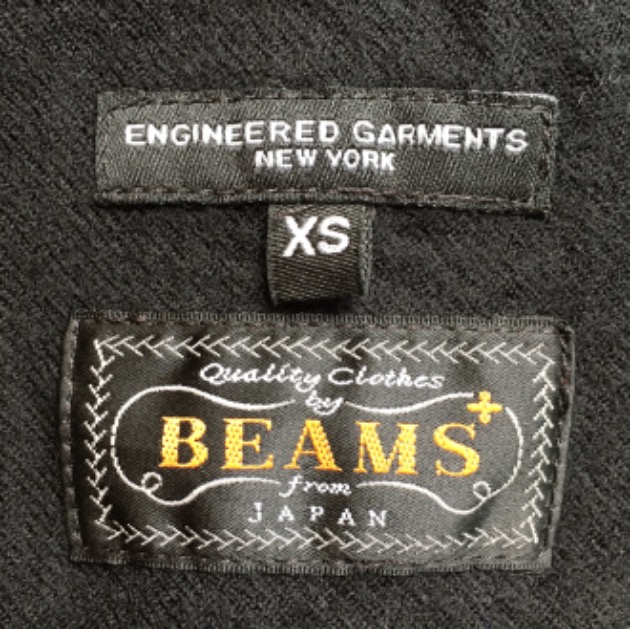 ENGINEERED GARMENTS
NEW YORK
XS
Quality Clothes
by
BEAMS+
from
JAPAN